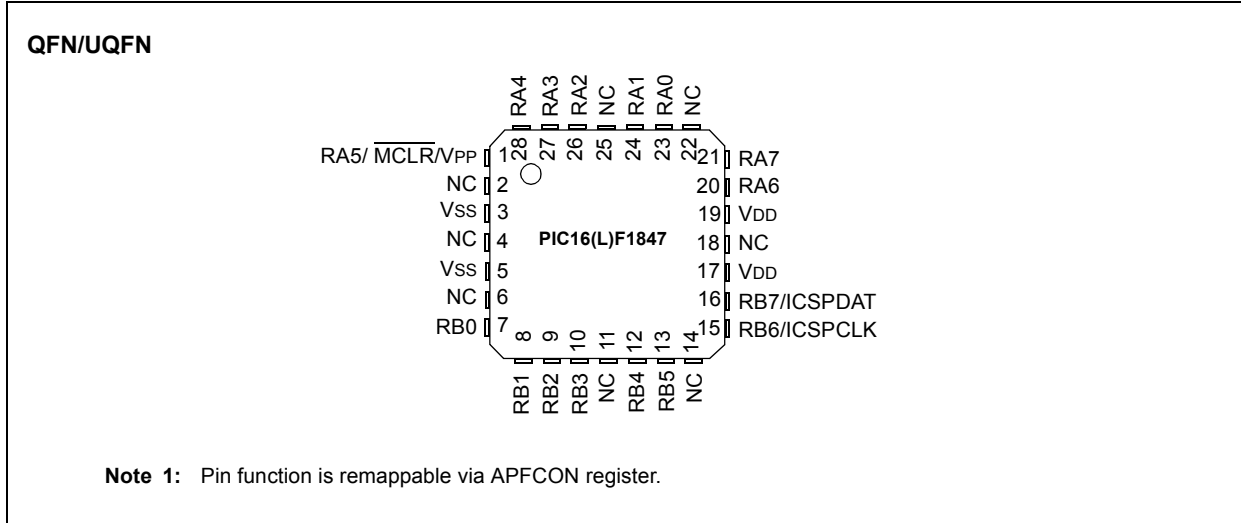 QFN/UQFN
RA4
RA3
RA2
NC
RA1
RA0
NC
28
27
26
25
24
23
22
RA5/ MCLR/VPP 1
NC 2
VSS 3
NC 4
VSS 5
NC 6
RB0 7
PIC16(L)F1847
21 RA7
20 RA6
19 VDD
18 NC
17 VDD
16 RB7/ICSPDAT
15 RB6/ICSPCLK
8
9
10
11
12
13
14
RB1
RB2
RB3
NC
RB4
RB5
NC
Note 1: Pin function is remappable via APFCON register.